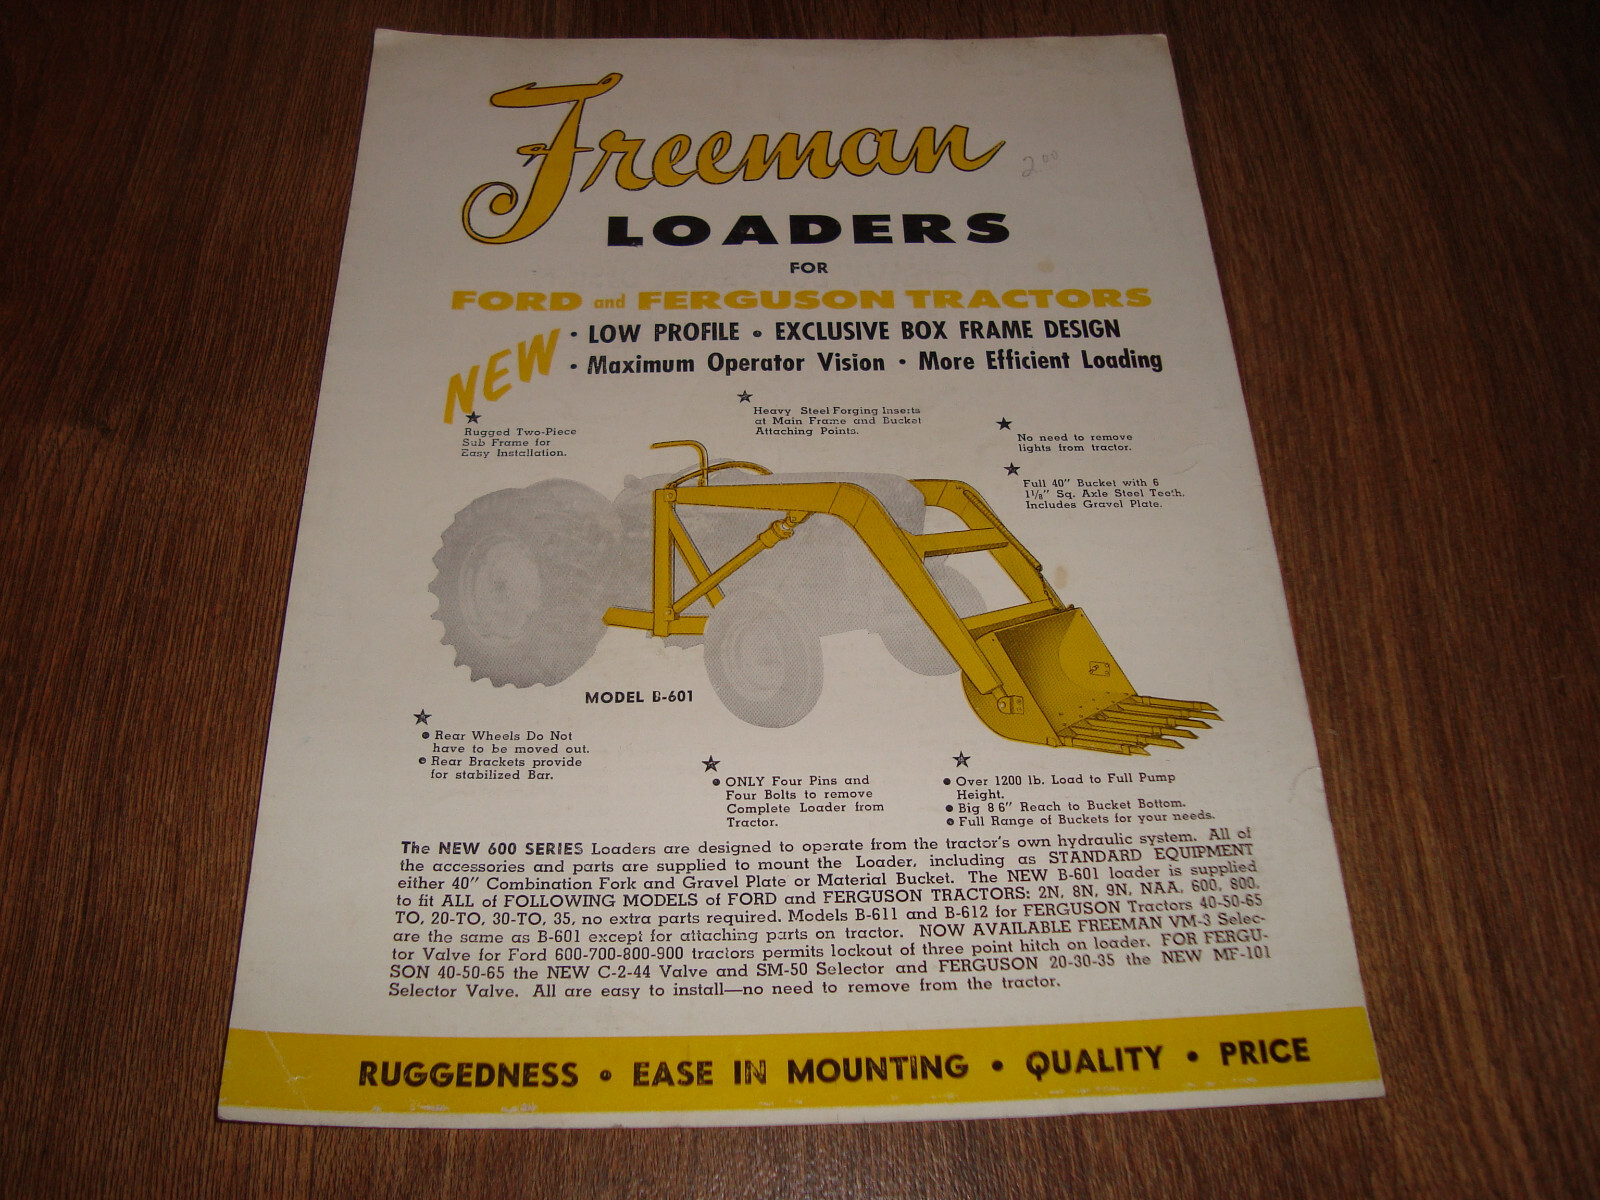 Freeman
2.00
LOADERS
FOR
FORD and FERGUSON TRACTORS
NEW
• LOW PROFILE • EXCLUSIVE BOX FRAME DESIGN
• Maximum Operator Vision • More Efficient Loading
Rugged Two-Piece
Sub Frame for
Easy Installation.
Heavy Steel Forging Inserts
at Main Frame and Bucket
Attaching Points.
No need to remove
lights from tractor.
Full 40" Bucket with 6
1 1/8" Sq. Axle Steel Teeth.
Includes Gravel Plate.
MODEL B-601
• Rear Wheels Do Not
have to be moved out.
• Rear Brackets provide
for stabilized Bar.
• ONLY Four Pins and
Four Bolts to remove
Complete Loader from
Tractor.
• Over 1200 lb. Load to Full Pump
Height.
• Big 8 6" Reach to Bucket Bottom.
• Full Range of Buckets for your needs.
The NEW 600 SERIES Loaders are designed to operate from the tractor's own hydraulic system. All of
the accessories and parts are supplied to mount the Loader, including as STANDARD EQUIPMENT
either 40" Combination Fork and Gravel Plate or Material Bucket. The NEW B-601 loader is supplied
to fit ALL of FOLLOWING MODELS of FORD and FERGUSON TRACTORS: 2N, 8N, 9N, NAA, 600, 800,
TO, 20-TO, 30-TO, 35, no extra parts required. Models B-611 and B-612 for FERGUSON Tractors 40-50-65
are the same as B-601 except for attaching parts on tractor. NOW AVAILABLE FREEMAN VM-3 Selec-
tor Valve for Ford 600-700-800-900 tractors permits lockout of three point hitch on loader. FOR FERGU-
SON 40-50-65 the NEW C-2-44 Valve and SM-50 Selector and FERGUSON 20-30-35 the NEW MF-101
Selector Valve. All are easy to install—no need to remove from the tractor.
RUGGEDNESS • EASE IN MOUNTING • QUALITY • PRICE